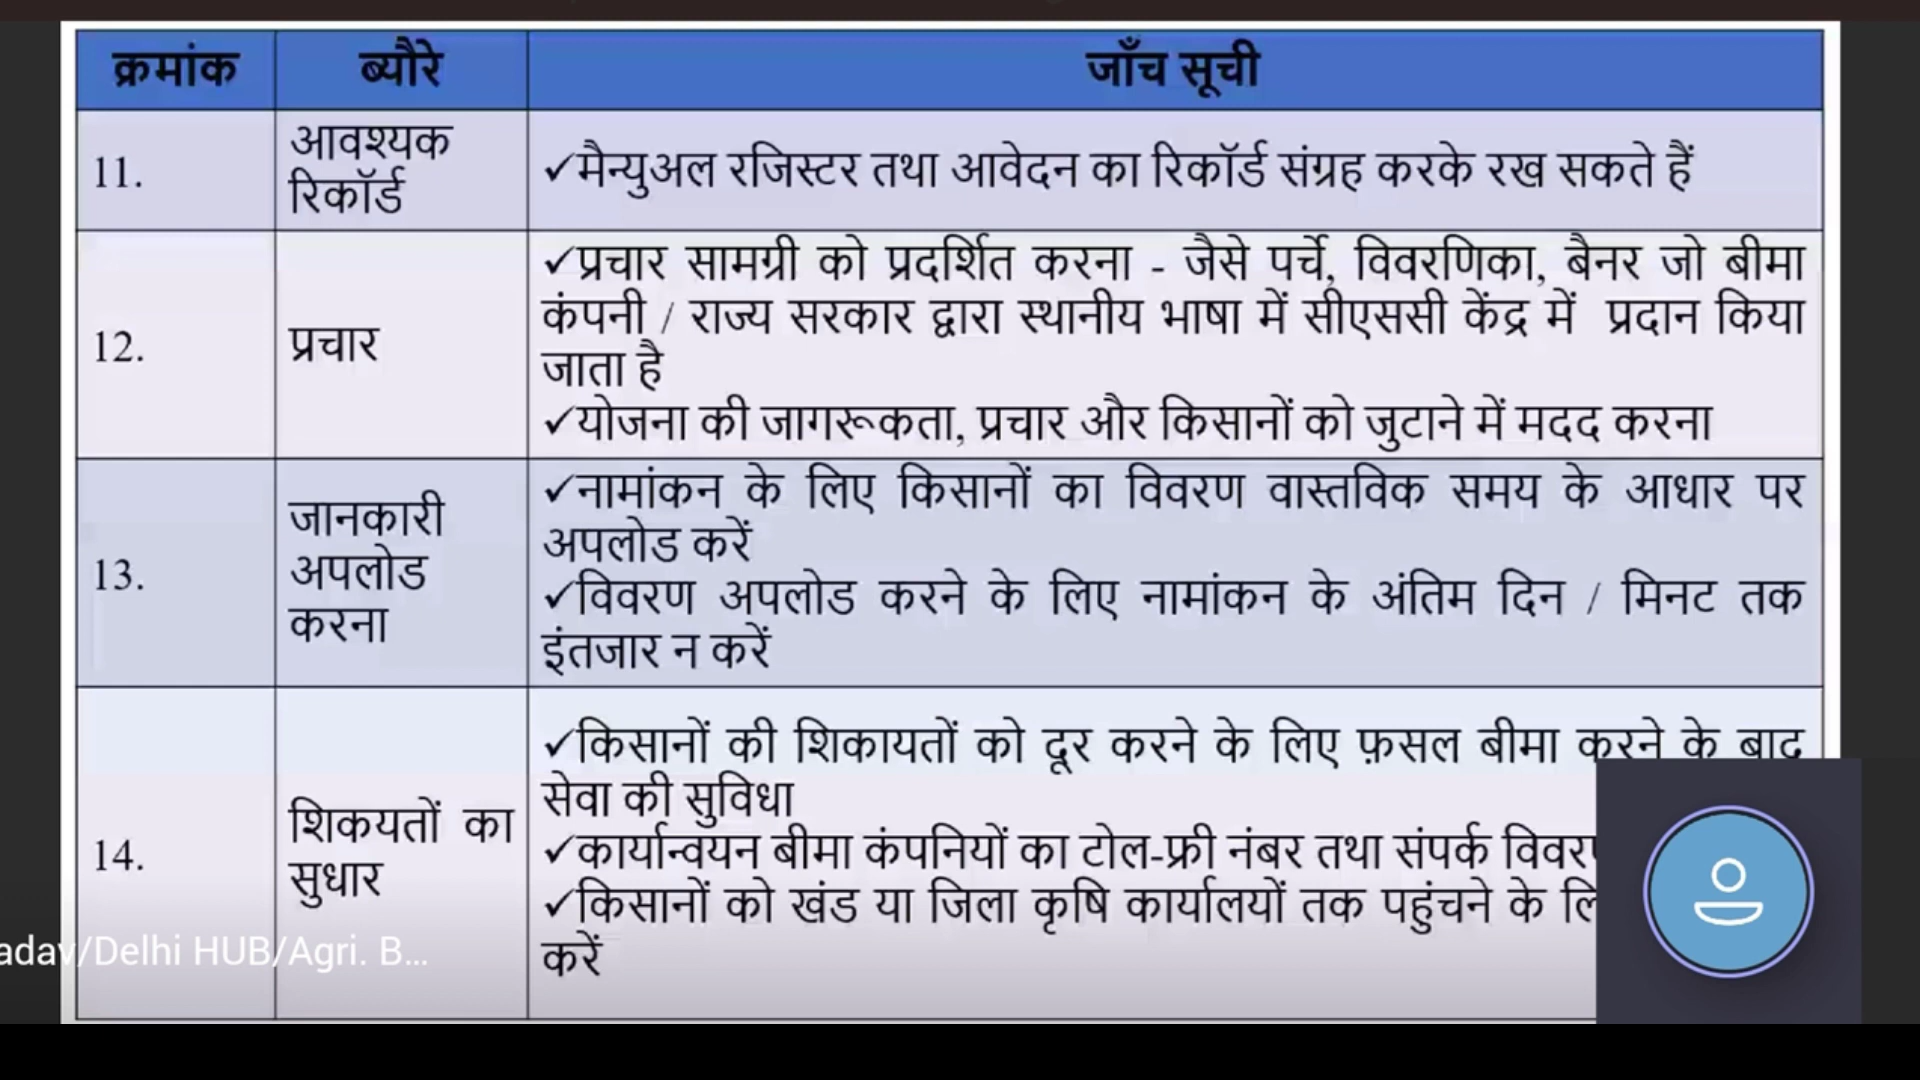 क्रमांक ब्यौरे जाँच सूची
11.
आवश्यक
रिकॉर्ड
✓मैन्युअल रजिस्टर तथा आवेदन का रिकॉर्ड संग्रह करके रख सकते हैं
12.
प्रचार
✓प्रचार सामग्री को प्रदर्शित करना - जैसे पर्चे, विवरणिका, बैनर जो बीमा
कंपनी / राज्य सरकार द्वारा स्थानीय भाषा में सीएससी केंद्र में प्रदान किया
जाता है
✓योजना की जागरूकता, प्रचार और किसानों को जुटाने में मदद करना
13.
जानकारी
अपलोड
करना
✓नामांकन के लिए किसानों का विवरण वास्तविक समय के आधार पर
अपलोड करें
✓विवरण अपलोड करने के लिए नामांकन के अंतिम दिन / मिनट तक
इंतजार न करें
14.
शिकयतों का
सुधार
✓किसानों की शिकायतों को दूर करने के लिए फ़सल बीमा करने के बाद
सेवा की सुविधा
✓कार्यान्वयन बीमा कंपनियों का टोल-फ्री नंबर तथा संपर्क
✓किसानों को खंड या जिला कृषि कार्यालयों तक पहुंचने के
करें
adav/Delhi HUB/Agri. B...